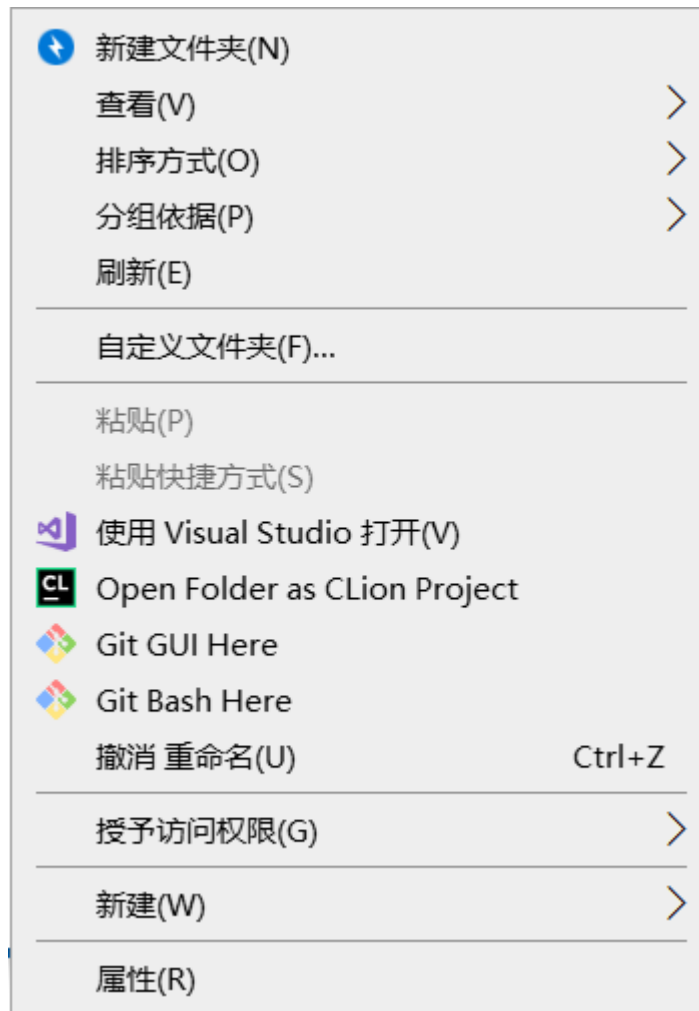 新建文件夹(N)
查看(V)
排序方式(O)
分组依据(P)
刷新(E)
自定义文件夹(F)...
粘贴(P)
粘贴快捷方式(S)
使用 Visual Studio 打开(V)
CL Open Folder as CLion Project
Git GUI Here
Git Bash Here
撤消 重命名(U) Ctrl+Z
授予访问权限(G)
新建(W)
属性(R)